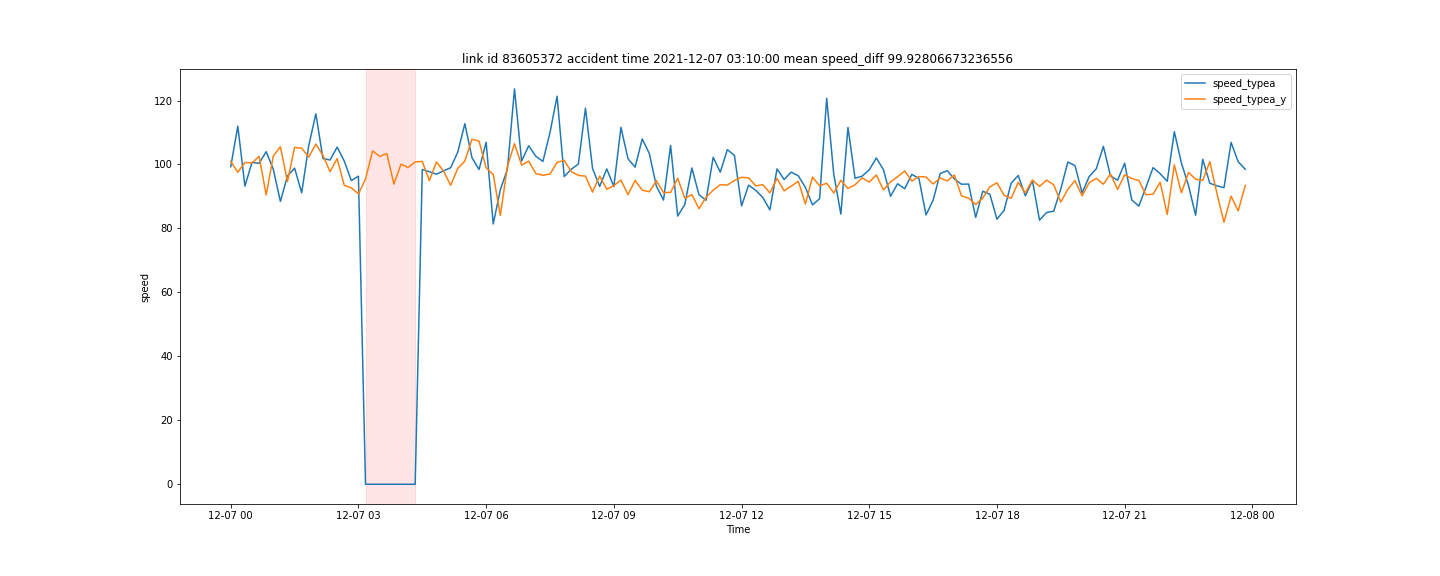 link id 83605372 accident time 2021-12-07 03:10:00 mean speed_diff 99.92806673236556
speed_typea
speed_typea_y
120
100
80
60
40
20
0
speed
12-07 00 12-07 03 12-07 06 12-07 09 12-07 12 12-07 15 12-07 18 12-07 21 12-08 00
Time